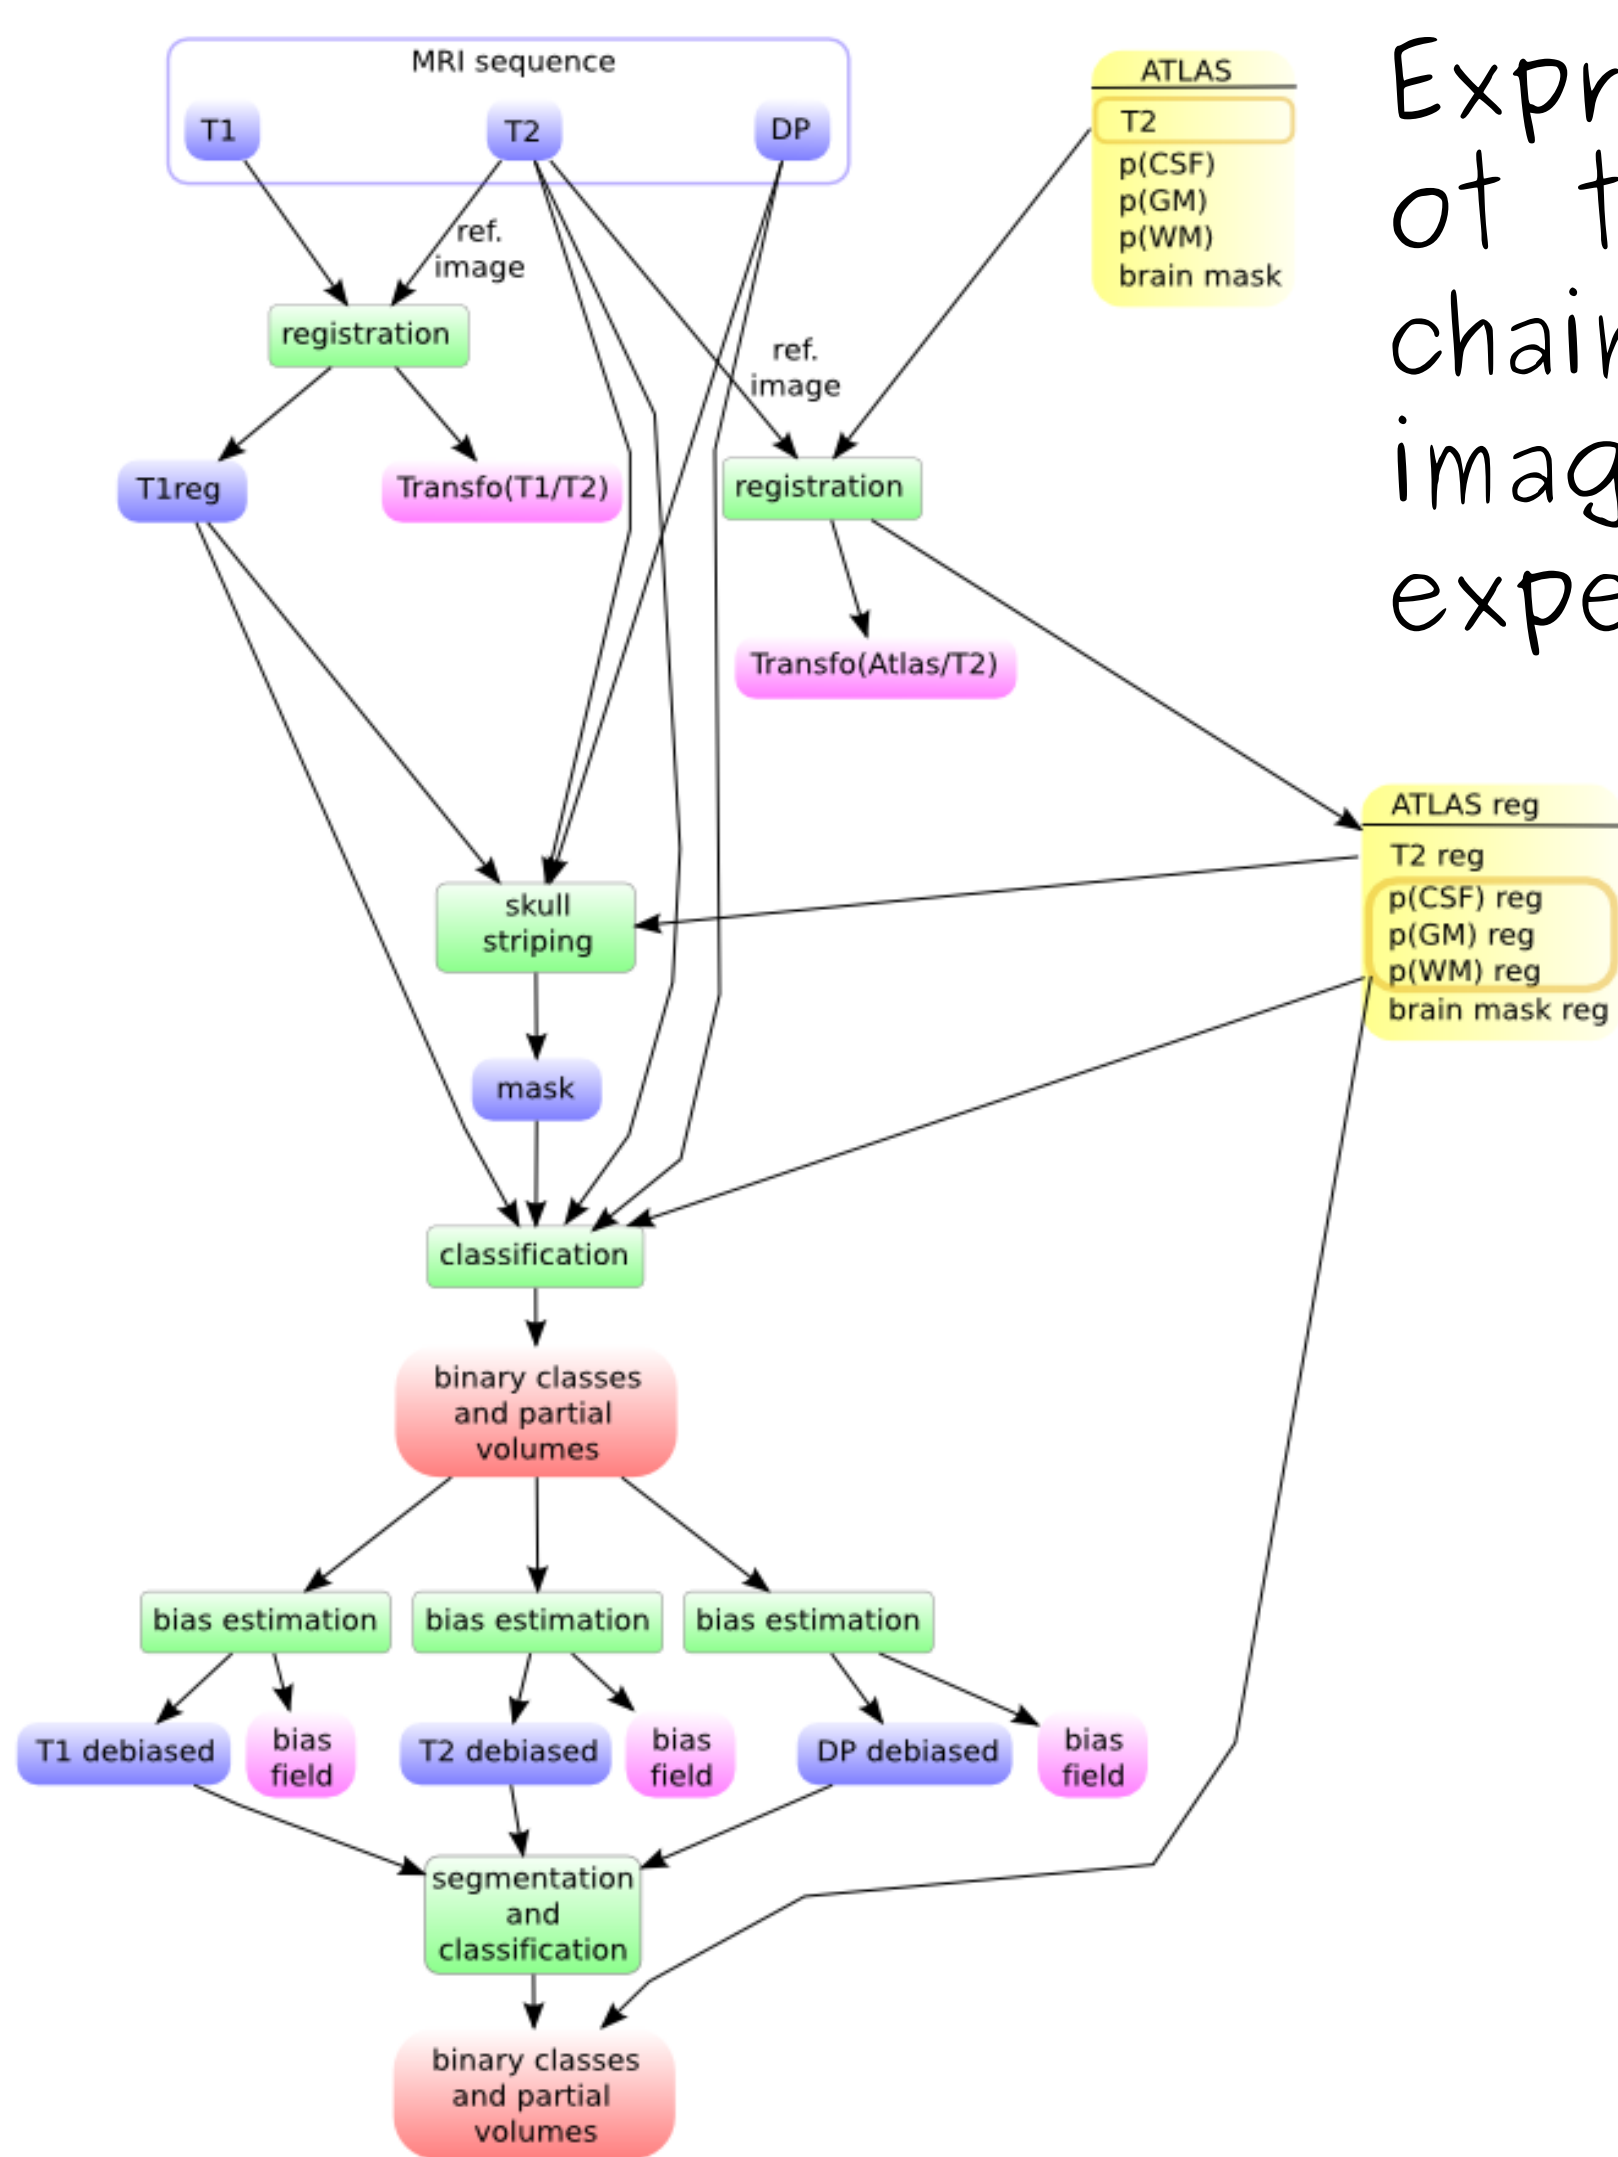 MRI sequence
T1
T2
DP
ATLAS
T2
p(CSF)
p(GM)
p(WM)
brain mask
ref.
image
registration
ref.
image
T1reg
Transfo(T1/T2)
registration
Transfo(Atlas/T2)
ATLAS reg
T2 reg
p(CSF) reg
p(GM) reg
p(WM) reg
brain mask reg
skull
striping
mask
classification
binary classes
and partial
volumes
bias estimation
bias estimation
bias estimation
T1 debiased
bias
field
T2 debiased
bias
field
DP debiased
bias
field
segmentation
and
classification
binary classes
and partial
volumes